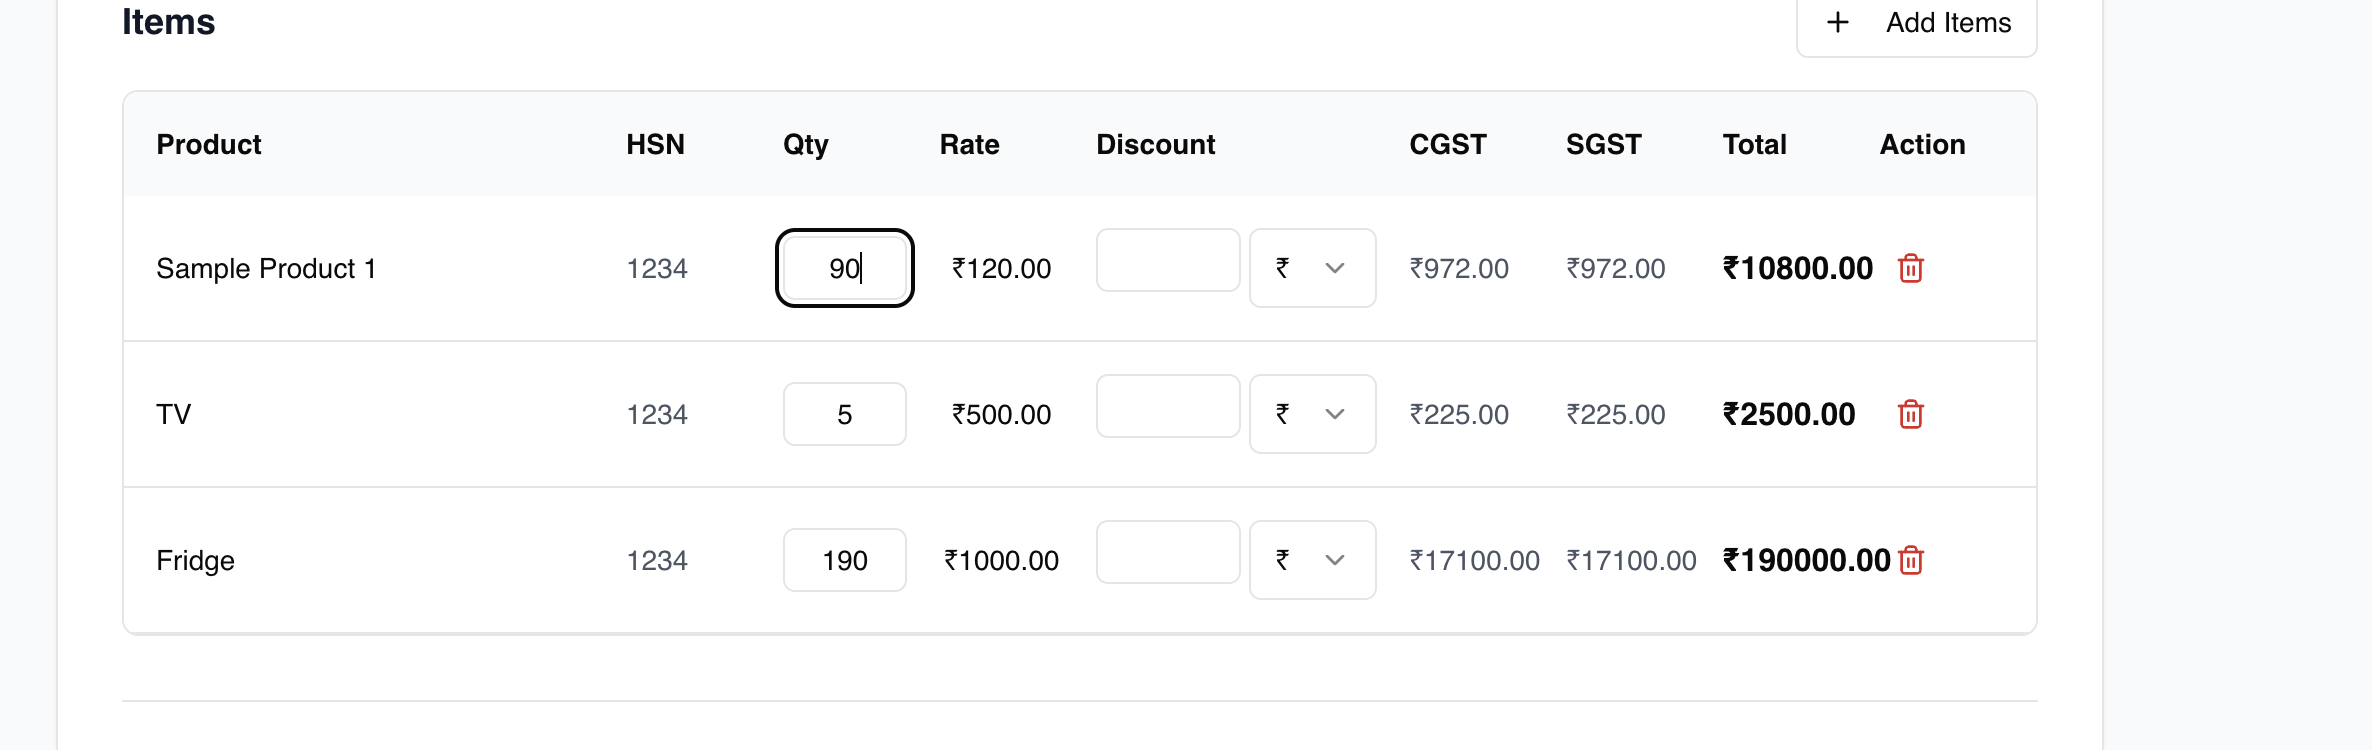 Items
+ Add Items
Product HSN Qty Rate Discount CGST SGST Total Action
Sample Product 1 1234 90 ₹120.00 ₹ ₹972.00 ₹972.00 ₹10800.00
TV 1234 5 ₹500.00 ₹ ₹225.00 ₹225.00 ₹2500.00
Fridge 1234 190 ₹1000.00 ₹ ₹17100.00 ₹17100.00 ₹190000.00